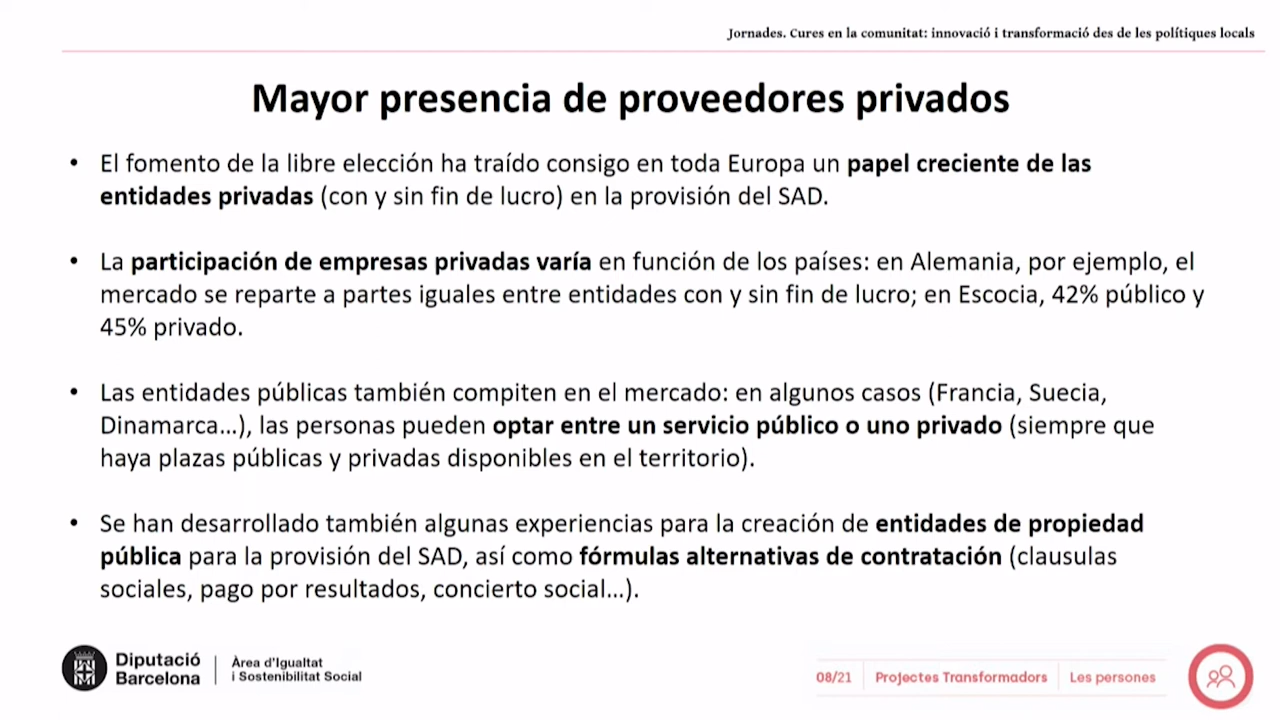 Jornades. Cures en la comunitat: innovació i transformació des de les polítiques locals
Mayor presencia de proveedores privados
• El fomento de la libre elección ha traído consigo en toda Europa un papel creciente de las
entidades privadas (con y sin fin de lucro) en la provisión del SAD.
• La participación de empresas privadas varía en función de los países: en Alemania, por ejemplo, el
mercado se reparte a partes iguales entre entidades con y sin fin de lucro; en Escocia, 42% público y
45% privado.
• Las entidades públicas también compiten en el mercado: en algunos casos (Francia, Suecia,
Dinamarca…), las personas pueden optar entre un servicio público o uno privado (siempre que
haya plazas públicas y privadas disponibles en el territorio).
• Se han desarrollado también algunas experiencias para la creación de entidades de propiedad
pública para la provisión del SAD, así como fórmulas alternativas de contratación (clausulas
sociales, pago por resultados, concierto social…).
Diputació
Barcelona
Àrea d'Igualtat
i Sostenibilitat Social
08/21 Projectes Transformadors Les persones